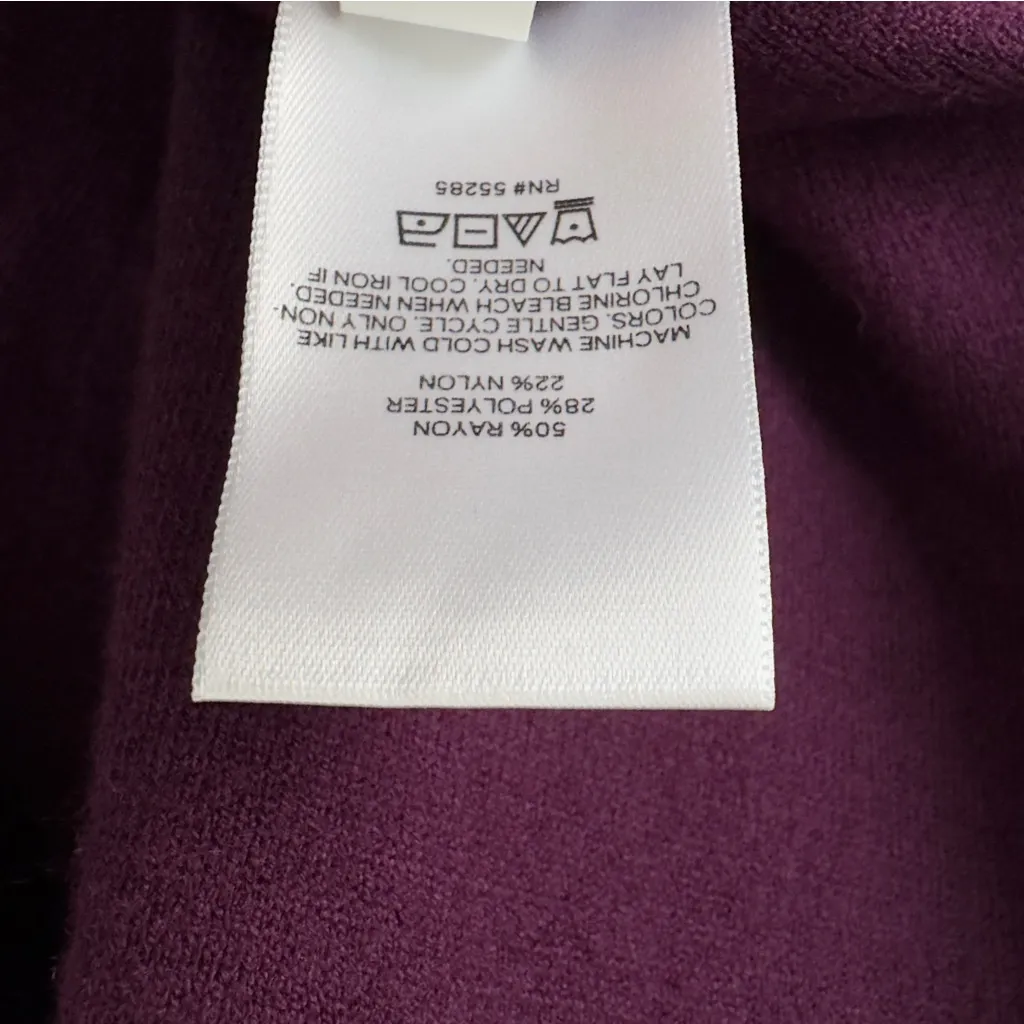 50% RAYON
28% POLYESTER
22% NYLON
MACHINE WASH COLD WITH LIKE
COLORS. GENTLE CYCLE. ONLY NON-
CHLORINE BLEACH WHEN NEEDED.
LAY FLAT TO DRY. COOL IRON IF
NEEDED.
RN# 55285